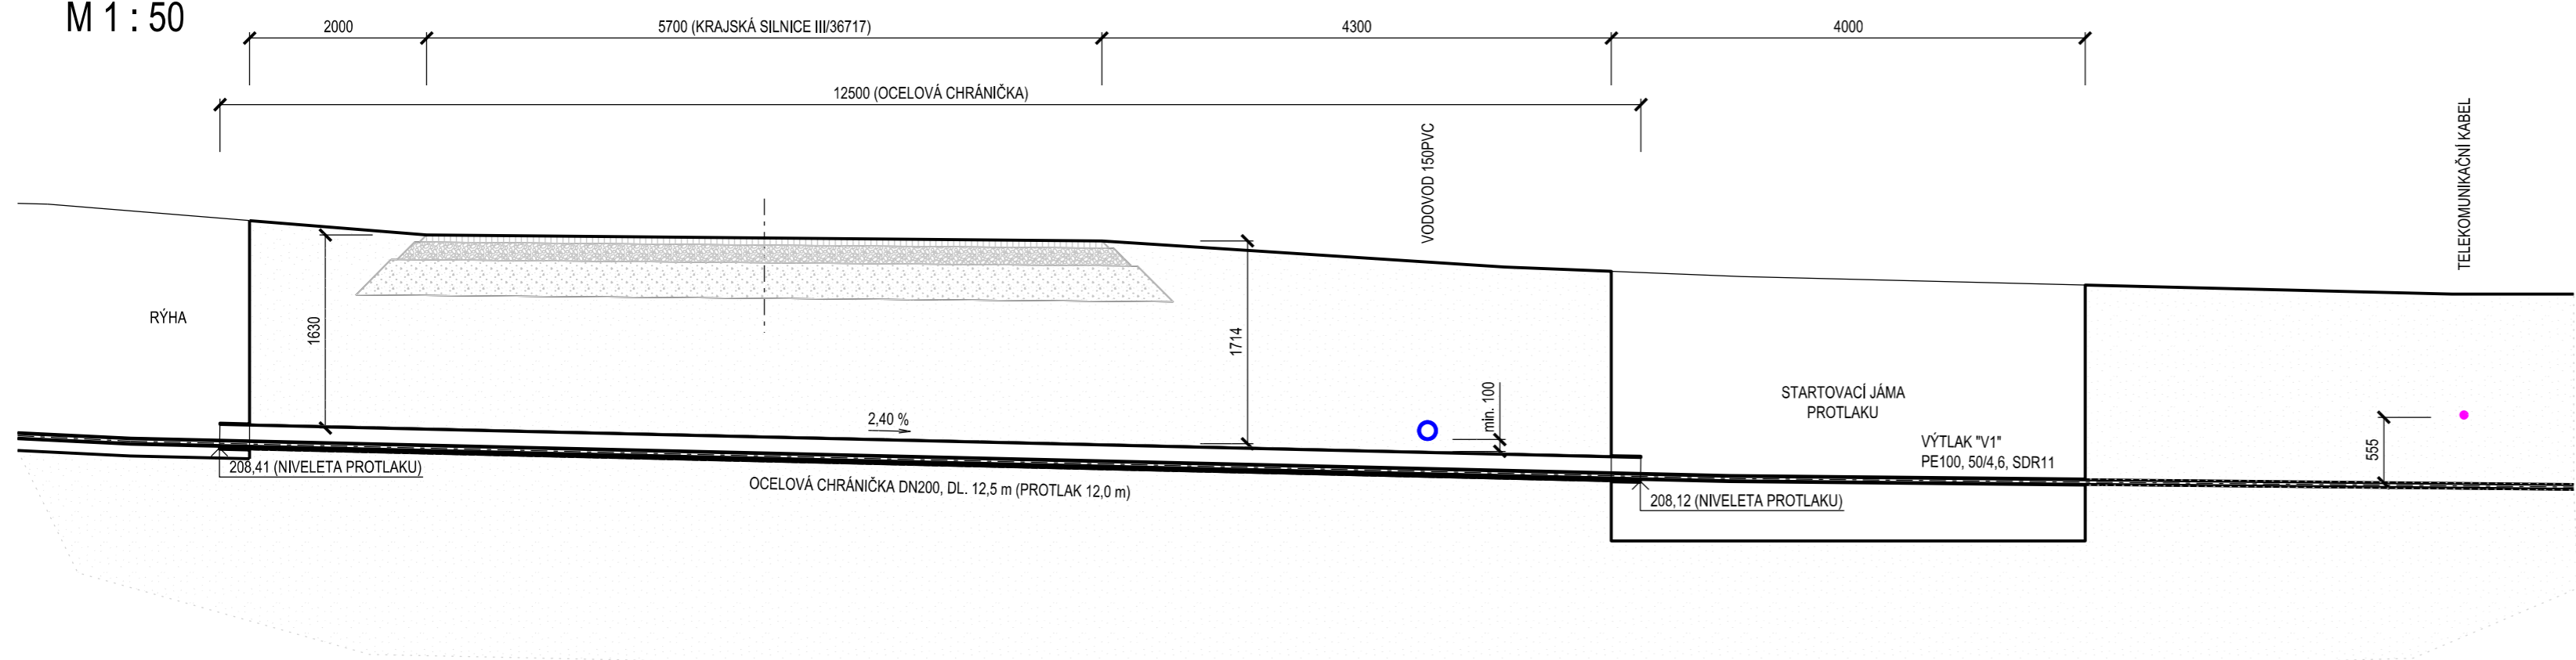 M 1 : 50
2000
5700 (KRAJSKÁ SILNICE III/36717)
4300
4000
12500 (OCELOVÁ CHRÁNIČKA)
VODOVOD 150PVC
TELEKOMUNIKAČNÍ KABEL
RÝHA
1630
1714
min. 100
2,40 %
STARTOVACÍ JÁMA
PROTLAKU
VÝTLAK "V1"
PE100, 50/4,6, SDR11
555
208,41 (NIVELETA PROTLAKU)
OCELOVÁ CHRÁNIČKA DN200, DL. 12,5 m (PROTLAK 12,0 m)
208,12 (NIVELETA PROTLAKU)